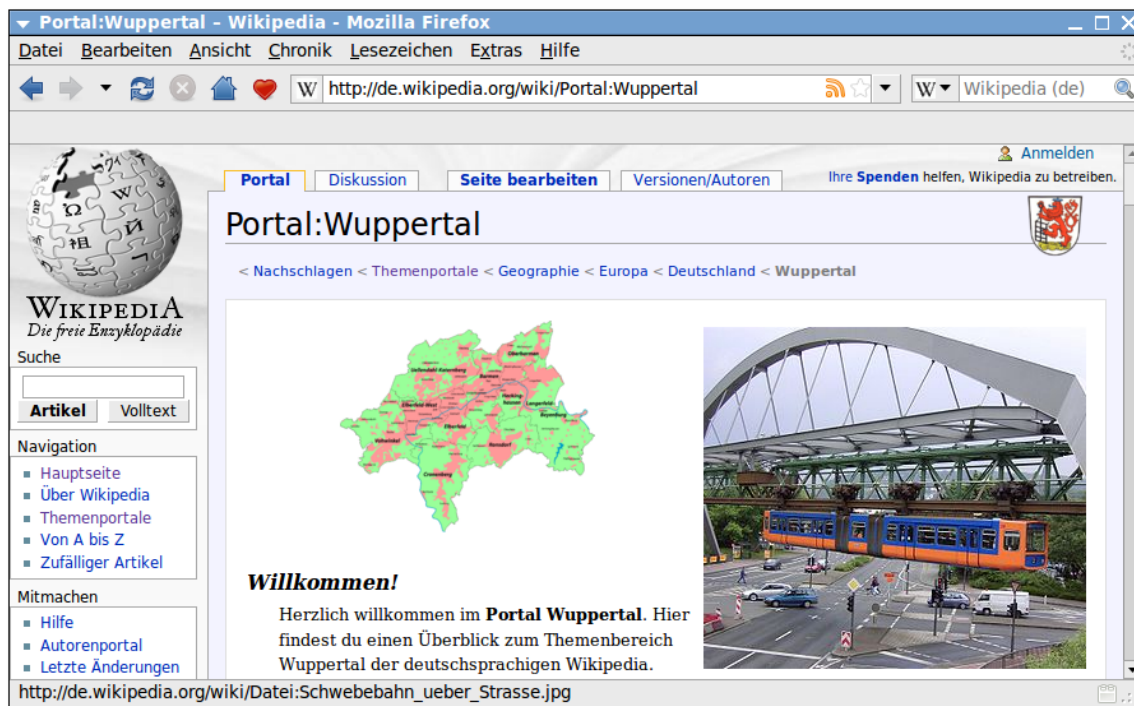 Portal:Wuppertal – Wikipedia - Mozilla Firefox
Datei Bearbeiten Ansicht Chronik Lesezeichen Extras Hilfe
W http://de.wikipedia.org/wiki/Portal:Wuppertal W Wikipedia (de)
Anmelden
Portal Diskussion Seite bearbeiten Versionen/Autoren Ihre Spenden helfen, Wikipedia zu betreiben.
Portal:Wuppertal
< Nachschlagen < Themenportale < Geographie < Europa < Deutschland < Wuppertal
WIKIPEDIA
Die freie Enzyklopädie
Suche
Artikel Volltext
Navigation
Hauptseite
Über Wikipedia
Themenportale
Von A bis Z
Zufälliger Artikel
Mitmachen
Hilfe
Autorenportal
Letzte Änderungen
Willkommen!
Herzlich willkommen im Portal Wuppertal. Hier
findest du einen Überblick zum Themenbereich
Wuppertal der deutschsprachigen Wikipedia.
http://de.wikipedia.org/wiki/Datei:Schwebebahn_ueber_Strasse.jpg